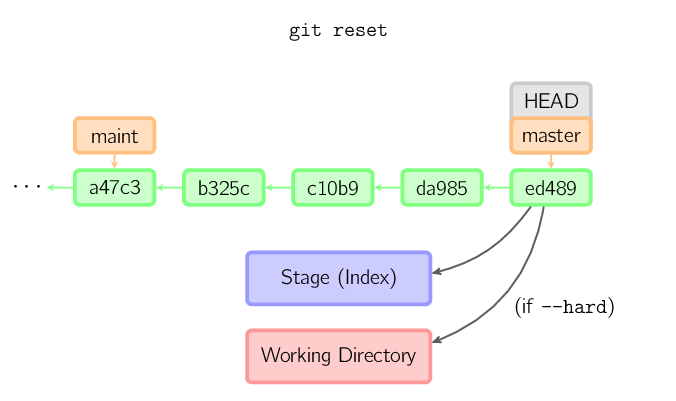 git reset
HEAD
maint
master
··· a47c3 b325c c10b9 da985 ed489
Stage (Index)
(if --hard)
Working Directory